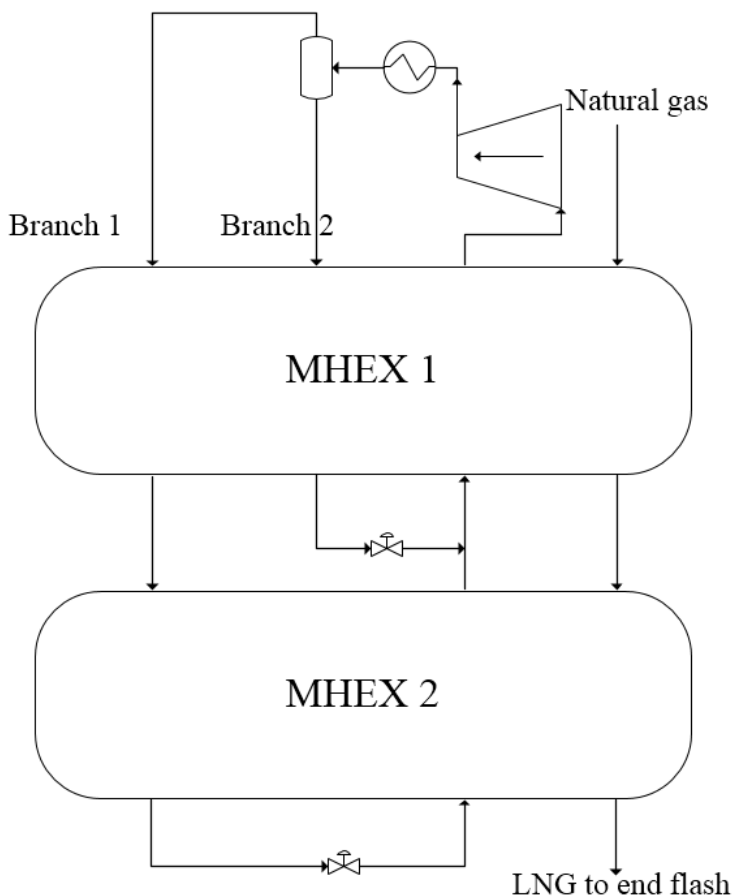 Natural gas
Branch 1
Branch 2
MHEX 1
MHEX 2
LNG to end flash